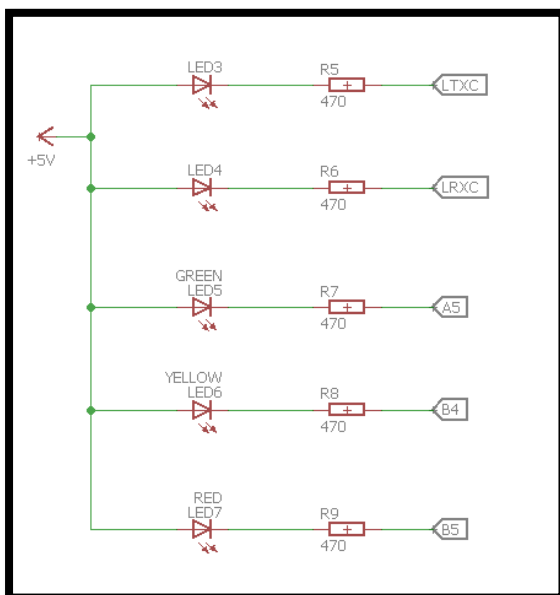 LED3
R5
470
LTXC
+5V
LED4
R6
470
LRXC
GREEN
LED5
R7
470
A5
YELLOW
LED6
R8
470
B4
RED
LED7
R9
470
B5